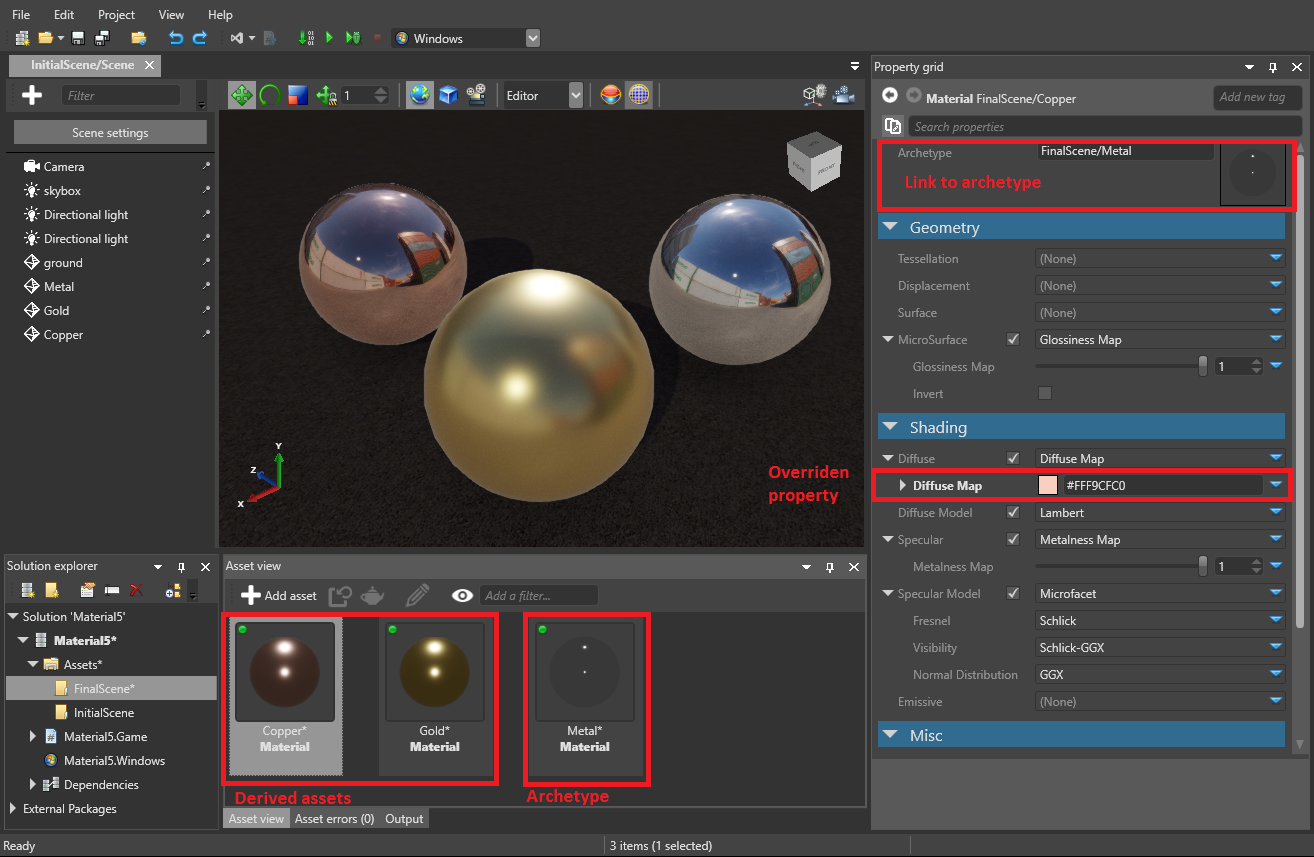 File Edit Project View Help
Windows
InitialScene/Scene
Filter
1
Editor
Scene settings
Camera
skybox
Directional light
Directional light
ground
Metal
Gold
Copper
FRONT
Y
Z
X
Overriden
property
Property grid
Material FinalScene/Copper
Add new tag
Search properties
Archetype FinalScene/Metal
Link to archetype
Geometry
Tessellation (None)
Displacement (None)
Surface (None)
MicroSurface Glossiness Map
Glossiness Map 1
Invert
Shading
Diffuse Diffuse Map
Diffuse Map #FFF9CFC0
Diffuse Model Lambert
Specular Metalness Map
Metalness Map 1
Specular Model Microfacet
Fresnel Schlick
Visibility Schlick-GGX
Normal Distribution GGX
Emissive (None)
Misc
Solution explorer
Solution 'Material5'
Material5*
Assets*
FinalScene*
InitialScene
Material5.Game
Material5.Windows
Dependencies
External Packages
Asset view
Add asset
Add a filter...
Copper*
Material
Gold*
Material
Metal*
Material
Derived assets
Archetype
Asset view Asset errors (0) Output
Ready
3 items (1 selected)